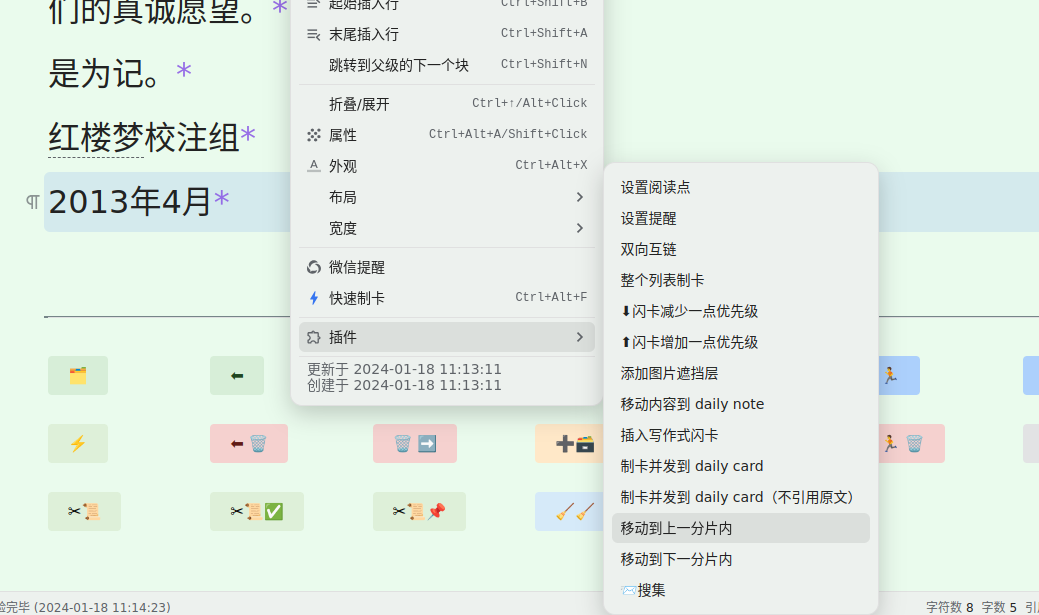 们的真诚愿望。*
是为记。*
红楼梦校注组*
¶ 2013年4月*
起始插入行 Ctrl+Shift+B
末尾插入行 Ctrl+Shift+A
跳转到父级的下一个块 Ctrl+Shift+N
折叠/展开 Ctrl+↑/Alt+Click
属性 Ctrl+Alt+A/Shift+Click
外观 Ctrl+Alt+X
布局
宽度
微信提醒
快速制卡 Ctrl+Alt+F
插件
更新于 2024-01-18 11:13:11
创建于 2024-01-18 11:13:11
设置阅读点
设置提醒
双向互链
整个列表制卡
⬇闪卡减少一点优先级
⬆闪卡增加一点优先级
添加图片遮挡层
移动内容到 daily note
插入写作式闪卡
制卡并发到 daily card
制卡并发到 daily card（不引用原文）
移动到上一分片内
移动到下一分片内
📨搜集
完毕 (2024-01-18 11:14:23)
字符数 8 字数 5 引